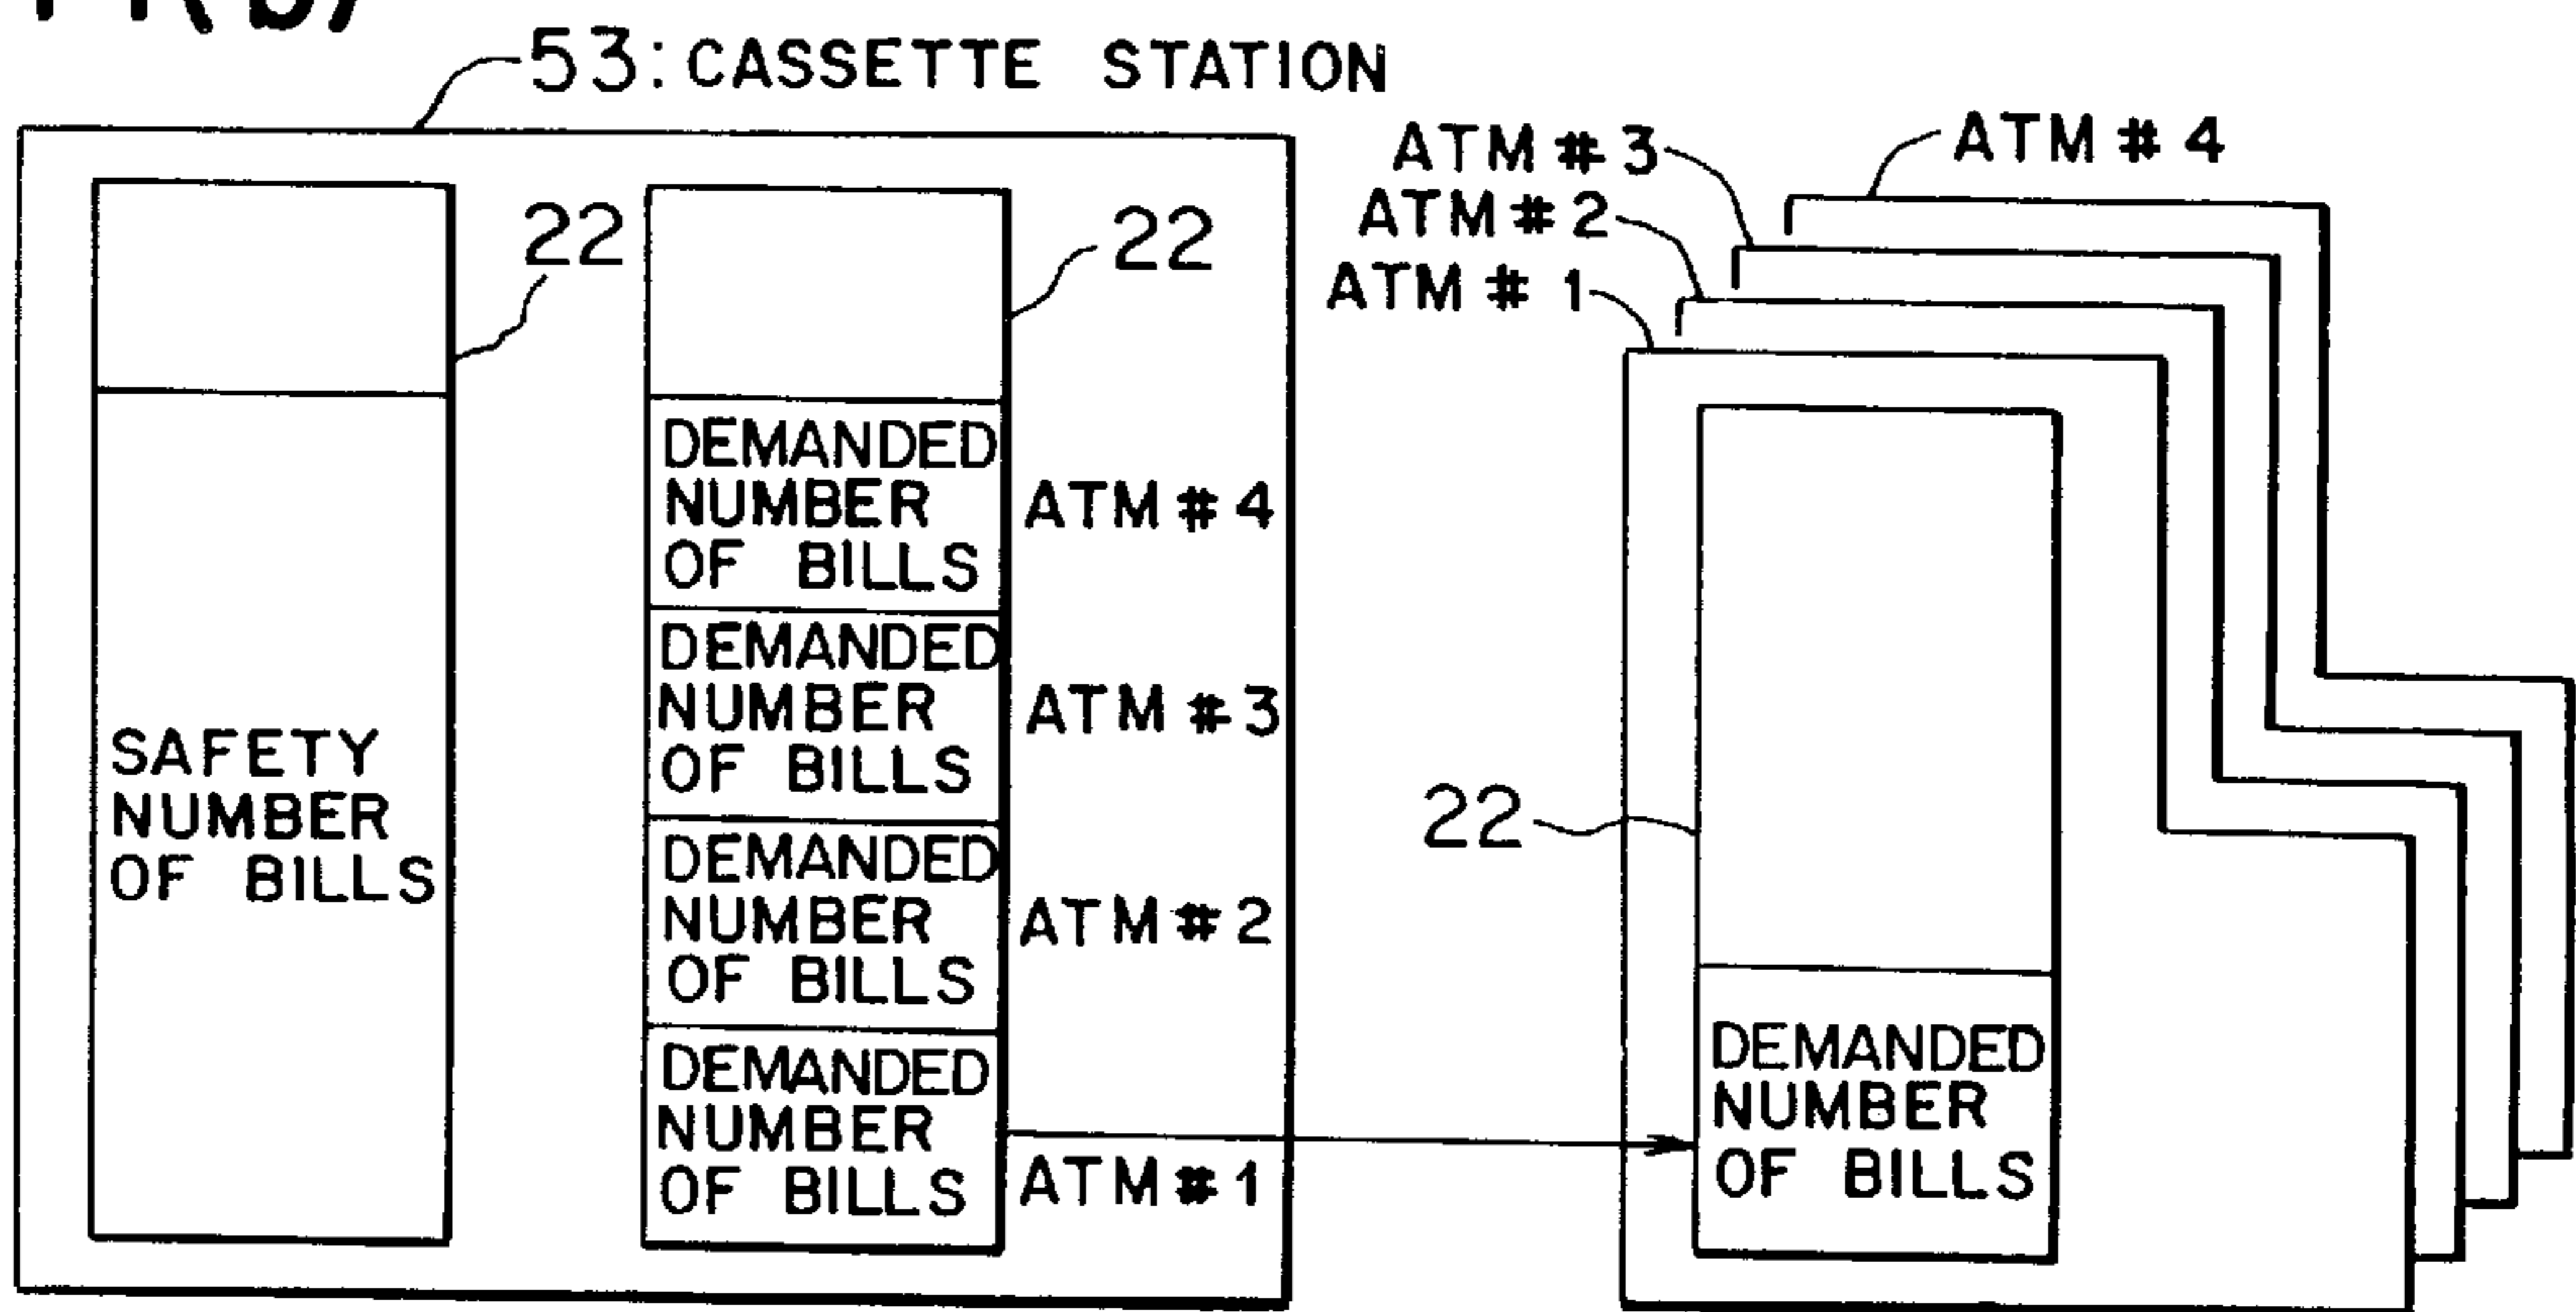 53: CASSETTE STATION
ATM # 3
ATM # 4
ATM # 2
ATM # 1
22
22
SAFETY
NUMBER
OF BILLS
DEMANDED
NUMBER
OF BILLS
ATM # 4
DEMANDED
NUMBER
OF BILLS
ATM # 3
DEMANDED
NUMBER
OF BILLS
ATM # 2
DEMANDED
NUMBER
OF BILLS
ATM # 1
22
DEMANDED
NUMBER
OF BILLS